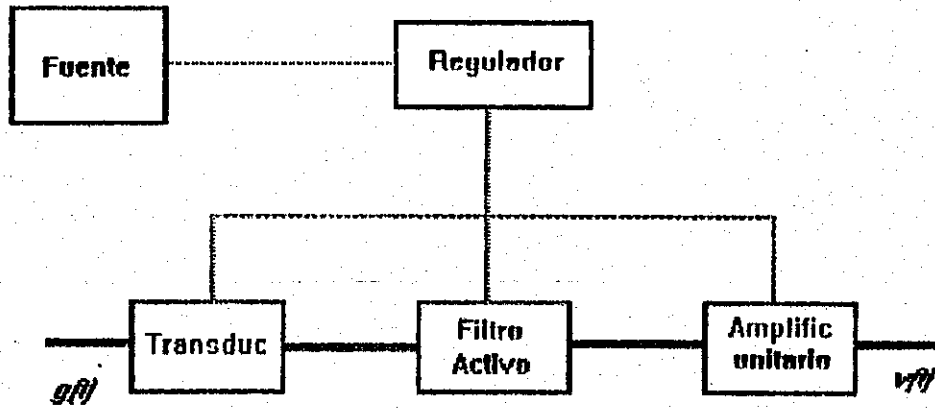 Fuente
Regulador
Transduc
Filtro
Activo
Amplific
unitario
g(t)
v(t)